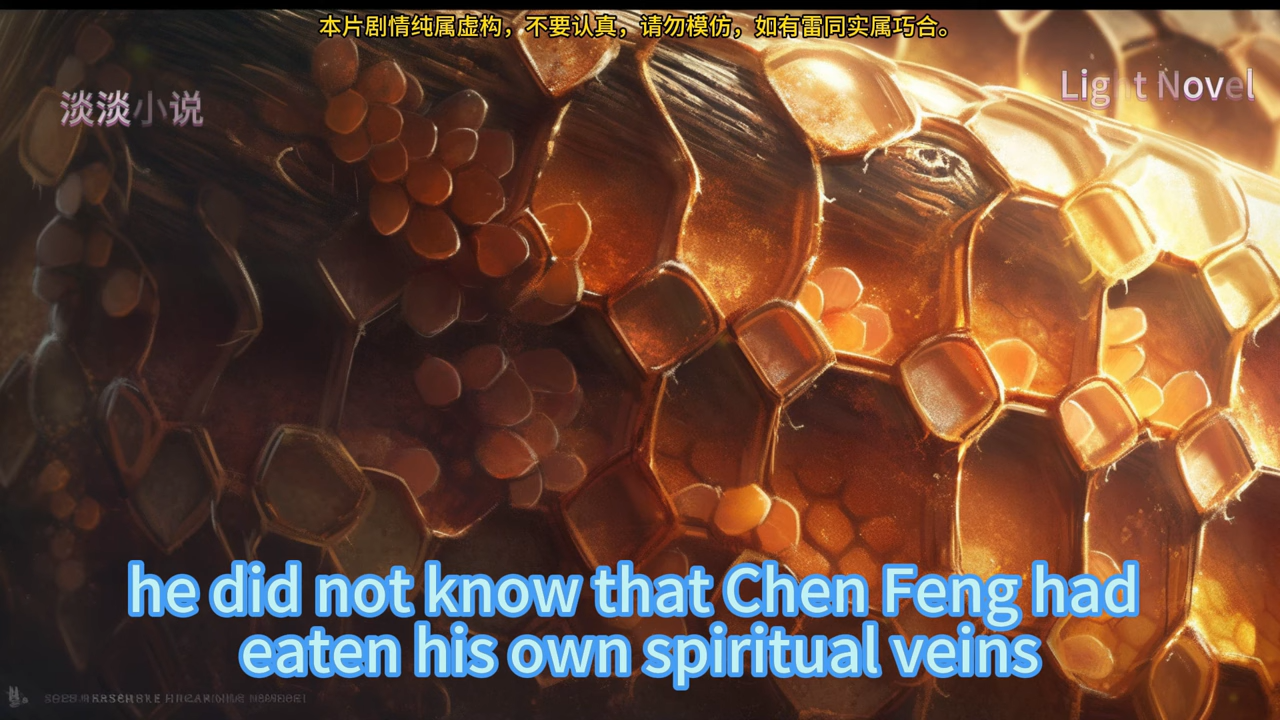 本片剧情纯属虚构，不要认真，请勿模仿，如有雷同实属巧合。
淡淡小说
Light Novel
he did not know that Chen Feng had
eaten his own spiritual veins